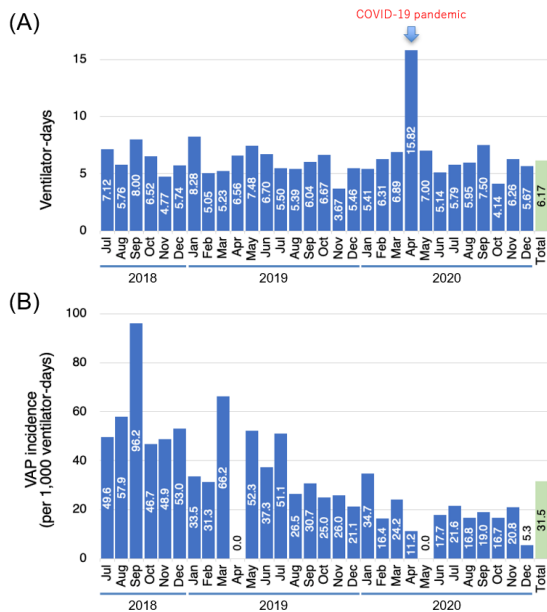 (A)
COVID-19 pandemic
Ventilator-days
15
10
5
0
7.12 5.76 8.00 6.52 4.77 5.74 8.28 5.05 5.23 6.56 7.48 6.70 5.50 5.39 6.04 6.67 3.67 5.46 5.41 6.31 6.89 15.82 7.00 5.14 5.79 5.95 7.50 4.14 6.26 5.67 6.17
Jul Aug Sep Oct Nov Dec Jan Feb Mar Apr May Jun Jul Aug Sep Oct Nov Dec Jan Feb Mar Apr May Jun Jul Aug Sep Oct Nov Dec Total
2018 2019 2020
(B)
VAP incidence
(per 1,000 ventilator-days)
100
80
60
40
20
0
49.6 57.9 96.2 46.7 48.9 53.0 33.5 31.3 66.2 0.0 52.3 37.3 51.1 26.5 30.7 25.0 26.0 21.1 34.7 16.4 24.2 11.2 0.0 17.7 21.6 16.8 19.0 16.7 20.8 5.3 31.5
Jul Aug Sep Oct Nov Dec Jan Feb Mar Apr May Jun Jul Aug Sep Oct Nov Dec Jan Feb Mar Apr May Jun Jul Aug Sep Oct Nov Dec Total
2018 2019 2020